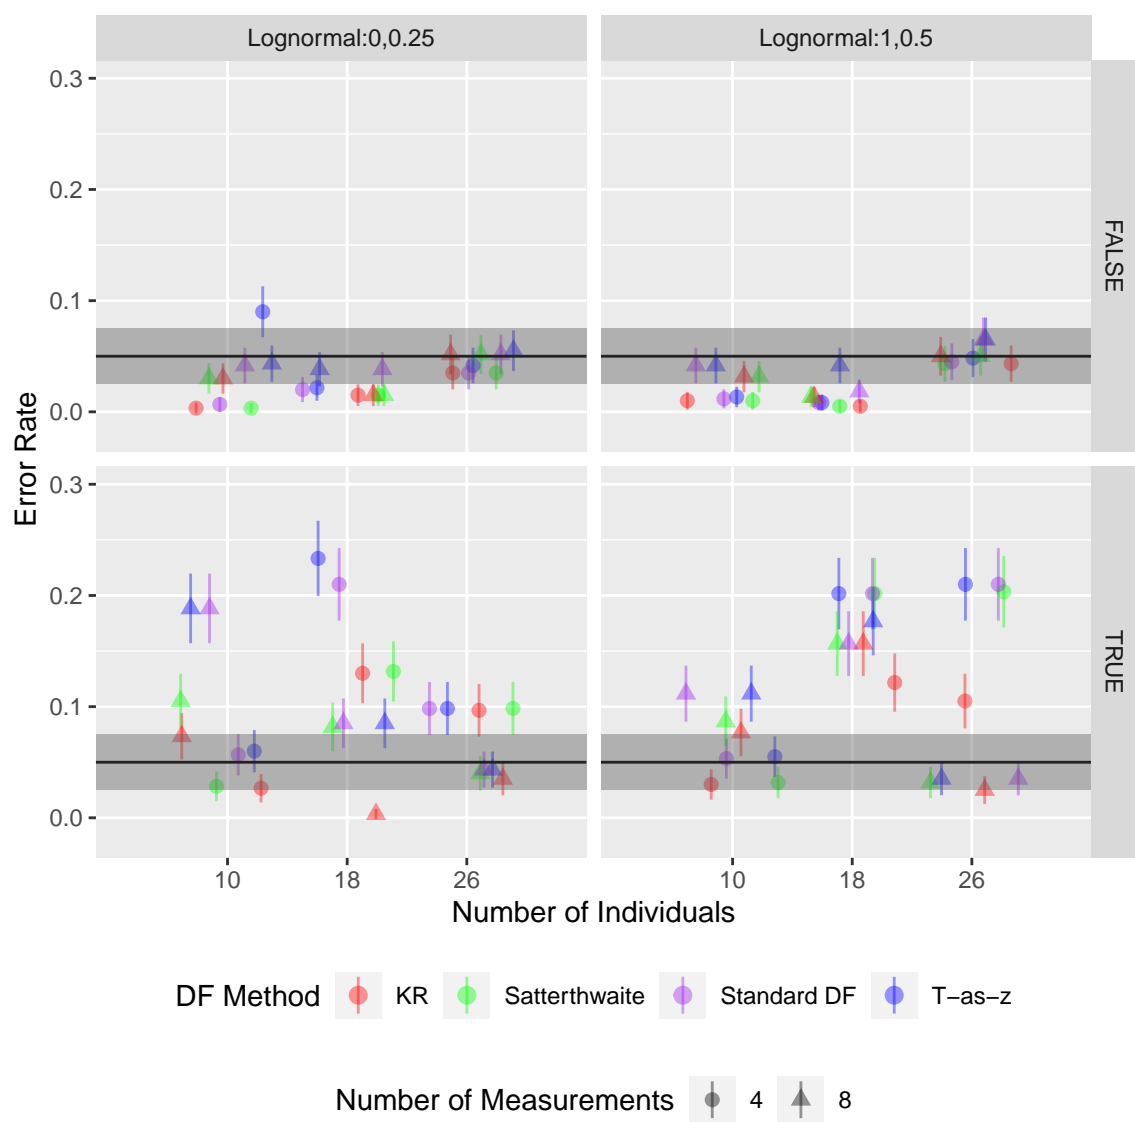 Lognormal:0,0.25 Lognormal:1,0.5
0.3
0.2
0.1
0.0
FALSE
Error Rate
0.3
0.2
0.1
0.0
TRUE
10 18 26 10 18 26
Number of Individuals
DF Method KR Satterthwaite Standard DF T−as−z
Number of Measurements 4 8